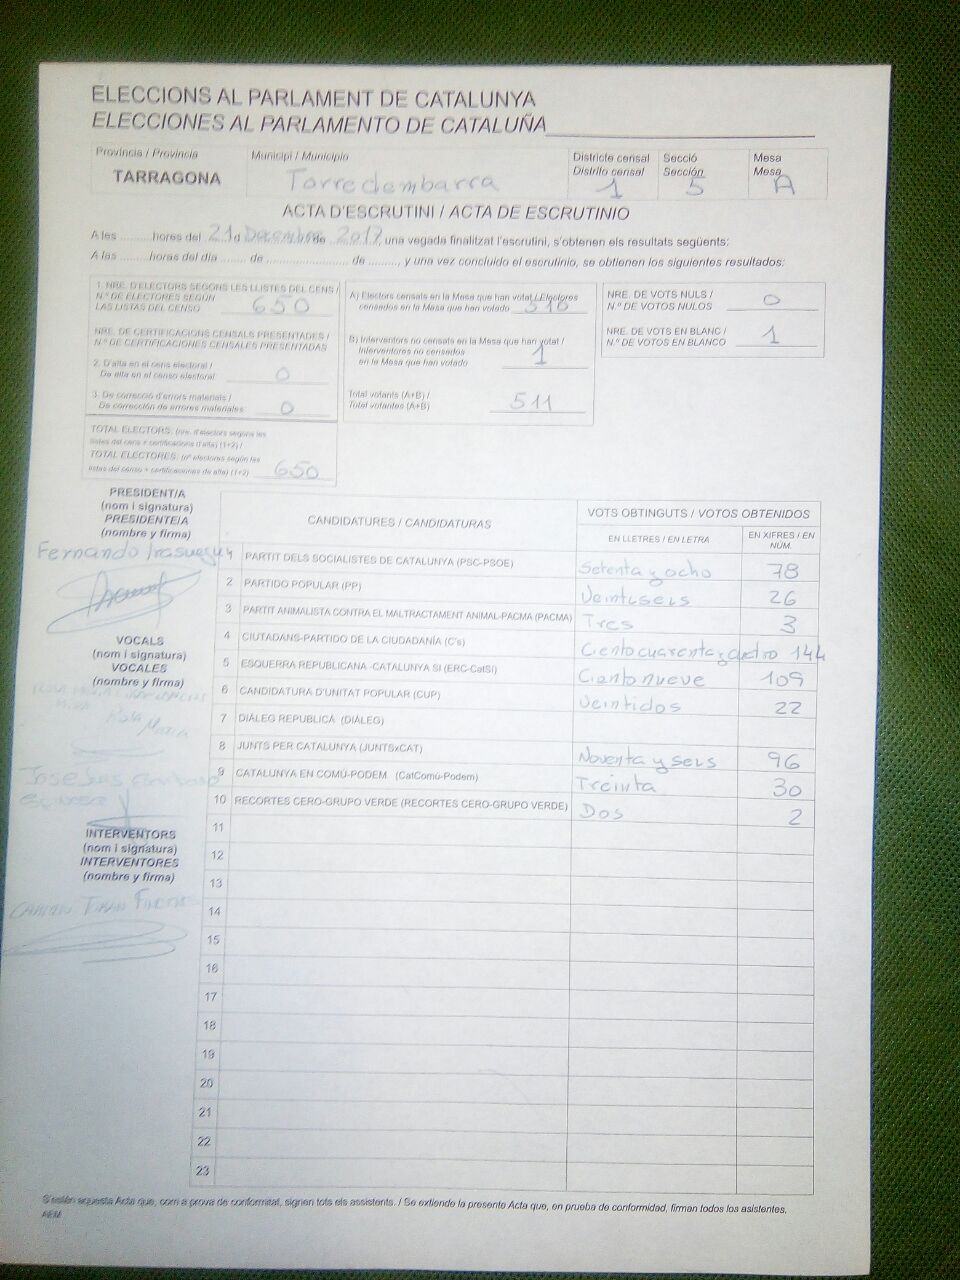 ELECCIONS AL PARLAMENT DE CATALUNYA
ELECCIONES AL PARLAMENTO DE CATALUÑA
Província / Provincia
TARRAGONA
Municipi / Municipio
Torredembarra
Districte censal
Distrito censal
1
Secció
Sección
5
Mesa
Mesa
A
ACTA D'ESCRUTINI / ACTA DE ESCRUTINIO
A les ......... hores del 21 d Decembre de 2017, una vegada finalitzat l'escrutini, s'obtenen els resultats següents:
A las ......... horas del día ....... de ......................... de ........., y una vez concluido el escrutinio, se obtienen los siguientes resultados:
1. NRE. D'ELECTORS SEGONS LES LLISTES DEL CENS /
N.º DE ELECTORES SEGÚN
LAS LISTAS DEL CENSO 650
NRE. DE CERTIFICACIONS CENSALS PRESENTADES /
N.º DE CERTIFICACIONES CENSALES PRESENTADAS
2. D'alta en el cens electoral /
De alta en el censo electoral 0
3. De correcció d'errors materials /
De corrección de errores materiales 0
TOTAL ELECTORS: (nre. d'electors segons les
llistes del cens + certificacions d'alta) (1+2) /
TOTAL ELECTORES: (nº electores según las
listas del censo + certificaciones de alta) (1+2) 650
A) Electors censats en la Mesa que han votat / Electores
censados en la Mesa que han votado 510
B) Interventors no censats en la Mesa que han votat /
Interventores no censados
en la Mesa que han votado 1
Total votants (A+B) /
Total votantes (A+B) 511
NRE. DE VOTS NULS /
N.º DE VOTOS NULOS 0
NRE. DE VOTS EN BLANC /
N.º DE VOTOS EN BLANCO 1
PRESIDENT/A
(nom i signatura)
PRESIDENTE/A
(nombre y firma)
Fernando
VOCALS
(nom i signatura)
VOCALES
(nombre y firma)
Rosa Maria
Jose Luis
INTERVENTORS
(nom i signatura)
INTERVENTORES
(nombre y firma)
CANDIDATURES / CANDIDATURAS
VOTS OBTINGUTS / VOTOS OBTENIDOS
EN LLETRES / EN LETRA
EN XIFRES / EN NÚM.
1 PARTIT DELS SOCIALISTES DE CATALUNYA (PSC-PSOE) Setenta y ocho 78
2 PARTIDO POPULAR (PP) Veintiseis 26
3 PARTIT ANIMALISTA CONTRA EL MALTRACTAMENT ANIMAL-PACMA (PACMA) Tres 3
4 CIUTADANS-PARTIDO DE LA CIUDADANÍA (C's) Ciento cuarenta y cuatro 144
5 ESQUERRA REPUBLICANA -CATALUNYA SÍ (ERC-CatSí) Ciento nueve 109
6 CANDIDATURA D'UNITAT POPULAR (CUP) Veintidos 22
7 DIÀLEG REPUBLICÀ (DIÀLEG)
8 JUNTS PER CATALUNYA (JUNTSxCAT) Noventa y seis 96
9 CATALUNYA EN COMÚ-PODEM (CatComú-Podem) Treinta 30
10 RECORTES CERO-GRUPO VERDE (RECORTES CERO-GRUPO VERDE) Dos 2
11
12
13
14
15
16
17
18
19
20
21
22
23
S'estén aquesta Acta que, com a prova de conformitat, signen tots els assistents. / Se extiende la presente Acta que, en prueba de conformidad, firman todos los asistentes.